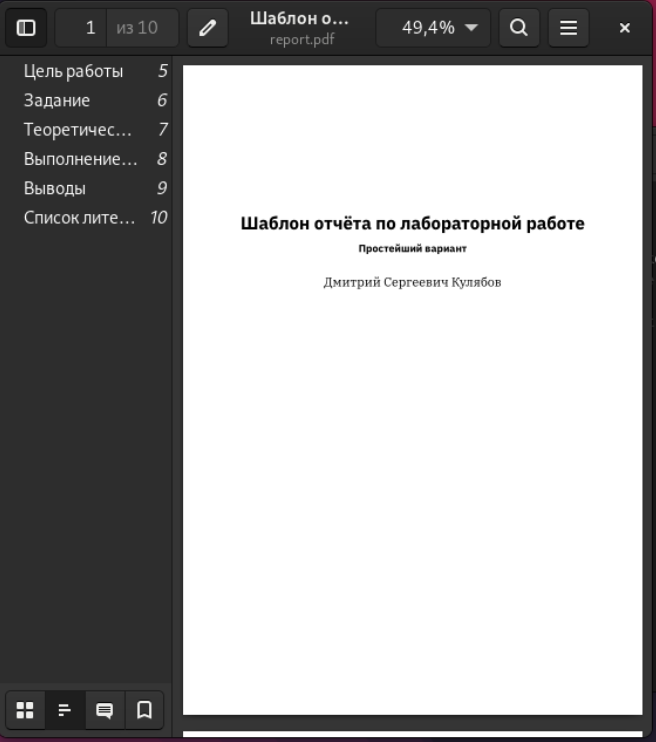 1 из 10
Шаблон о...
report.pdf
49,4%
Цель работы 5
Задание 6
Теоретичес... 7
Выполнение... 8
Выводы 9
Список лите... 10
Шаблон отчёта по лабораторной работе
Простейший вариант
Дмитрий Сергеевич Кулябов